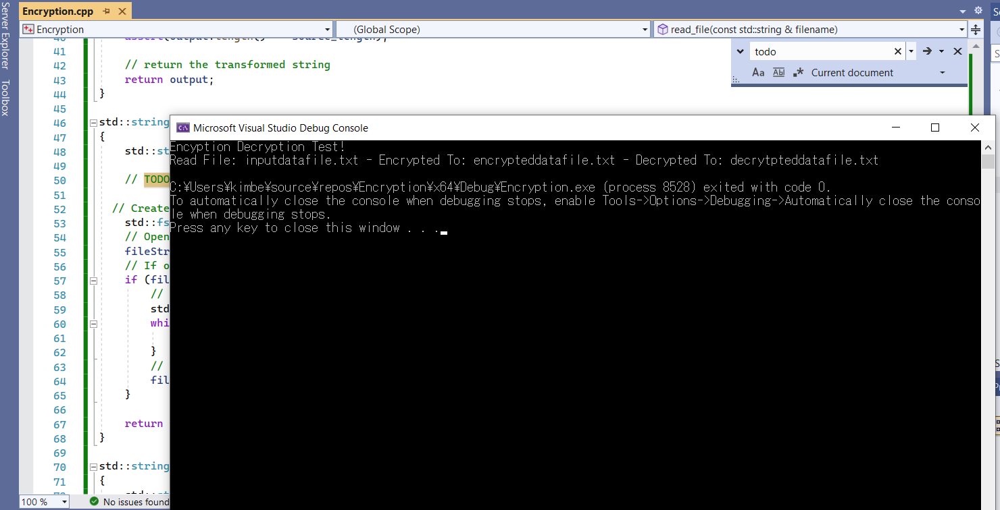 Server Explorer
Toolbox
Encryption.cpp
Encryption
(Global Scope)
read_file(const std::string & filename)
todo
Aa Abl Current document
41
42 // return the transformed string
43 return output;
44 }
45
46 std::string
47 {
48 std::st
49
50 // TODO
51
52 // Create
53 std::fs
54 // Open
55 fileStr
56 // If o
57 if (fil
58 //
59 std
60 whi
61
62 }
63 //
64 fil
65 }
66
67 return
68 }
69
70 std::string
71 {
100 %
No issues found
C:\ Microsoft Visual Studio Debug Console
Encyption Decryption Test!
Read File: inputdatafile.txt - Encrypted To: encrypteddatafile.txt - Decrypted To: decrytpteddatafile.txt
C:¥Users¥kimbe¥source¥repos¥Encryption¥x64¥Debug¥Encryption.exe (process 8528) exited with code 0.
To automatically close the console when debugging stops, enable Tools->Options->Debugging->Automatically close the conso
le when debugging stops.
Press any key to close this window . . .